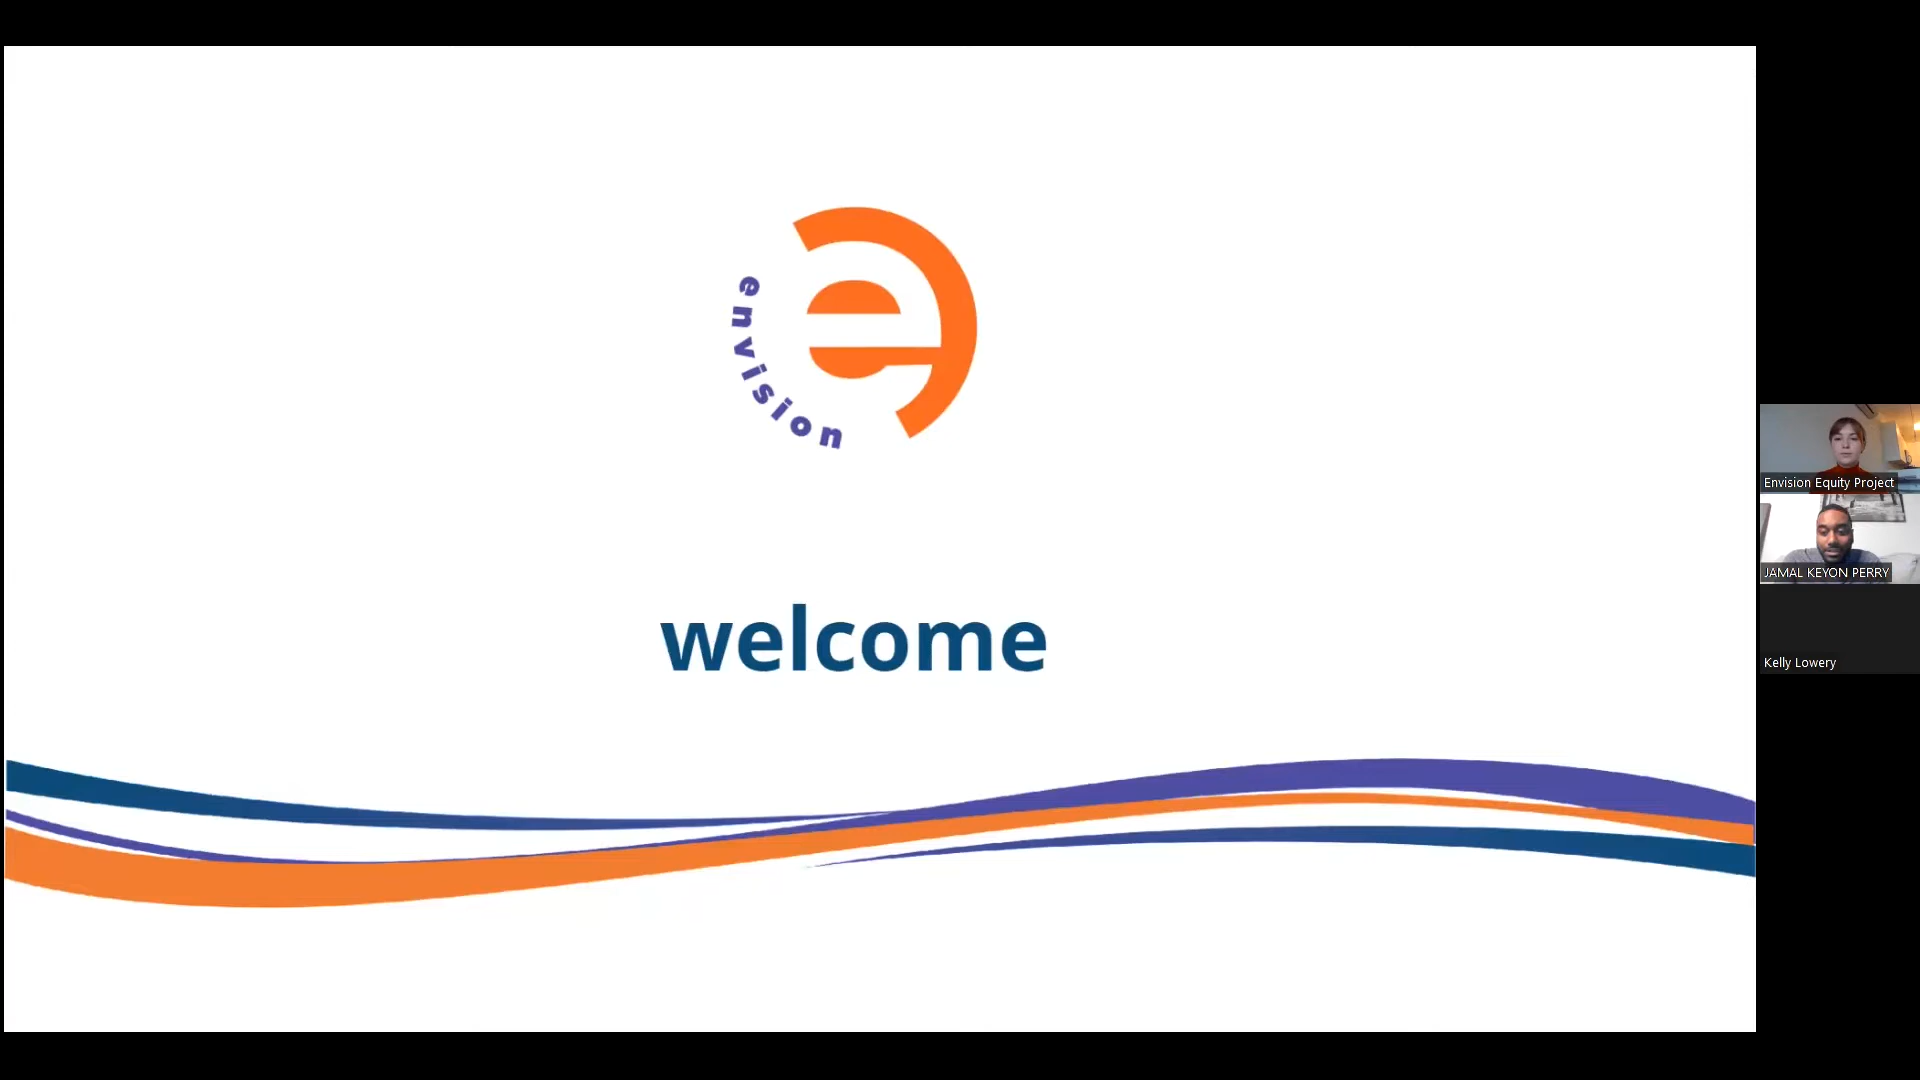 envision
welcome
Envision Equity Project
JAMAL KEYON PERRY
Kelly Lowery